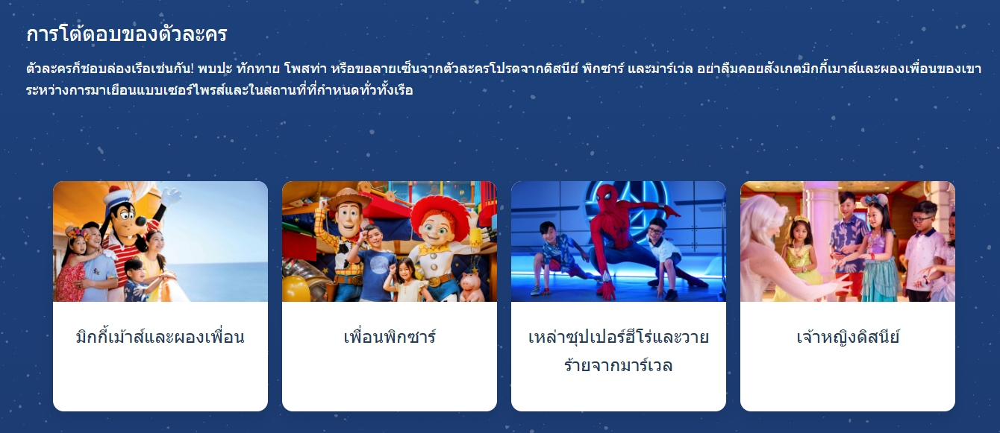 การโต้ตอบของตัวละคร
ตัวละครก็ชอบล่องเรือเช่นกัน! พบปะ ทักทาย โพสท่า หรือขอลายเซ็นจากตัวละครโปรดจากดิสนีย์ พิกซาร์ และมาร์เวล อย่าลืมคอยสังเกตมิกกี้เมาส์และผองเพื่อนของเขา
ระหว่างการมาเยือนแบบเซอร์ไพรส์และในสถานที่ที่กำหนดทั่วทั้งเรือ
มิกกี้เม้าส์และผองเพื่อน
เพื่อนพิกซาร์
เหล่าซุปเปอร์ฮีโร่และวาย
ร้ายจากมาร์เวล
เจ้าหญิงดิสนีย์